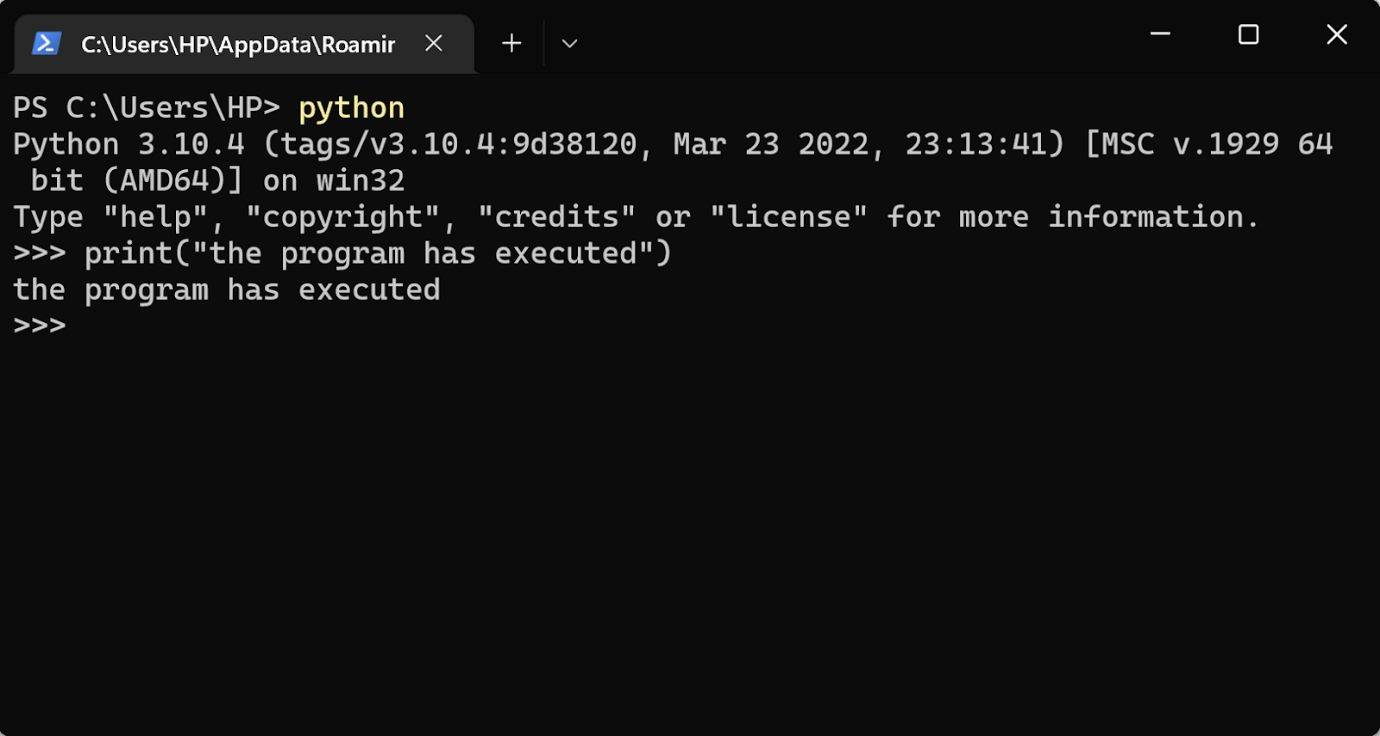 C:\Users\HP\AppData\Roamir
PS C:\Users\HP> python
Python 3.10.4 (tags/v3.10.4:9d38120, Mar 23 2022, 23:13:41) [MSC v.1929 64
 bit (AMD64)] on win32
Type "help", "copyright", "credits" or "license" for more information.
>>> print("the program has executed")
the program has executed
>>>